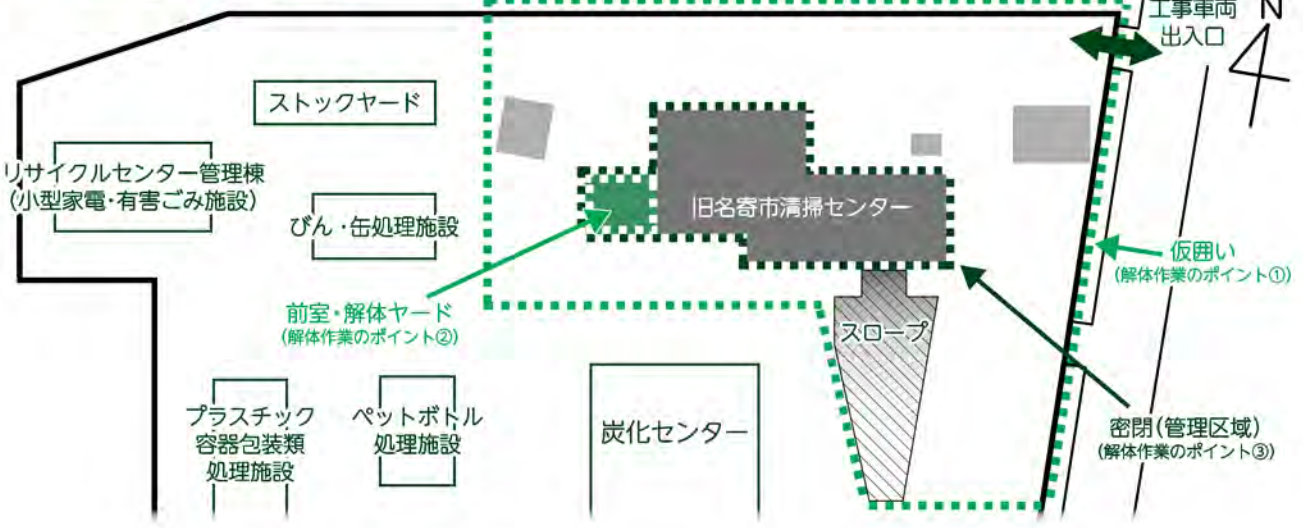 工事車両
出入口
N
ストックヤード
リサイクルセンター管理棟
(小型家電・有害ごみ施設)
びん・缶処理施設
旧名寄市清掃センター
仮囲い
(解体作業のポイント①)
前室・解体ヤード
(解体作業のポイント②)
スロープ
プラスチック
容器包装類
処理施設
ペットボトル
処理施設
炭化センター
密閉(管理区域)
(解体作業のポイント③)